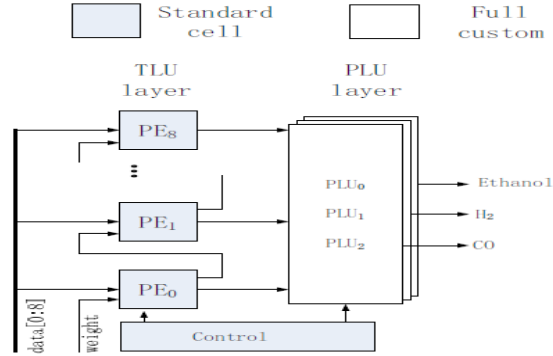 Standard
cell
Full
custom
TLU
layer
PLU
layer
PE₈
...
PE₁
PE₀
PLU₀
PLU₁
PLU₂
Ethanol
H₂
CO
data[0:8]
weight
Control